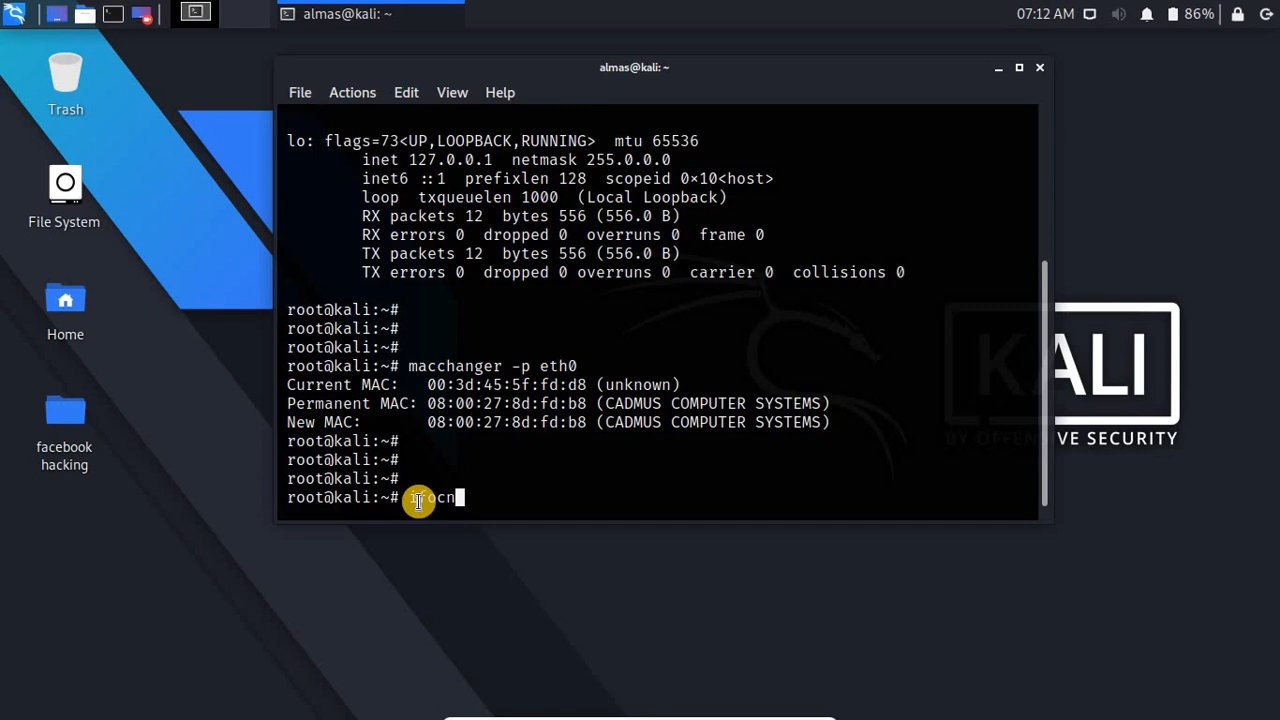 almas@kali: ~
07:12 AM
86%
almas@kali: ~
File Actions Edit View Help
lo: flags=73<UP,LOOPBACK,RUNNING> mtu 65536
inet 127.0.0.1 netmask 255.0.0.0
inet6 ::1 prefixlen 128 scopeid 0×10<host>
loop txqueuelen 1000 (Local Loopback)
RX packets 12 bytes 556 (556.0 B)
RX errors 0 dropped 0 overruns 0 frame 0
TX packets 12 bytes 556 (556.0 B)
TX errors 0 dropped 0 overruns 0 carrier 0 collisions 0
root@kali:~#
root@kali:~#
root@kali:~#
root@kali:~# macchanger -p eth0
Current MAC: 00:3d:45:5f:fd:d8 (unknown)
Permanent MAC: 08:00:27:8d:fd:b8 (CADMUS COMPUTER SYSTEMS)
New MAC: 08:00:27:8d:fd:b8 (CADMUS COMPUTER SYSTEMS)
root@kali:~#
root@kali:~#
root@kali:~#
root@kali:~# ifocn
Trash
File System
Home
facebook
hacking
KALI
BY OFFENSIVE SECURITY